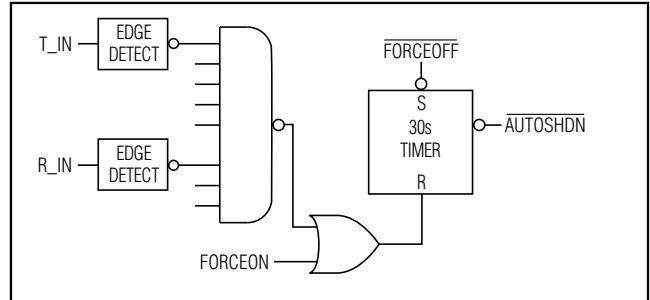 T_IN
EDGE
DETECT
R_IN
EDGE
DETECT
FORCEON
FORCEOFF
S
30s
TIMER
R
AUTOSHDN